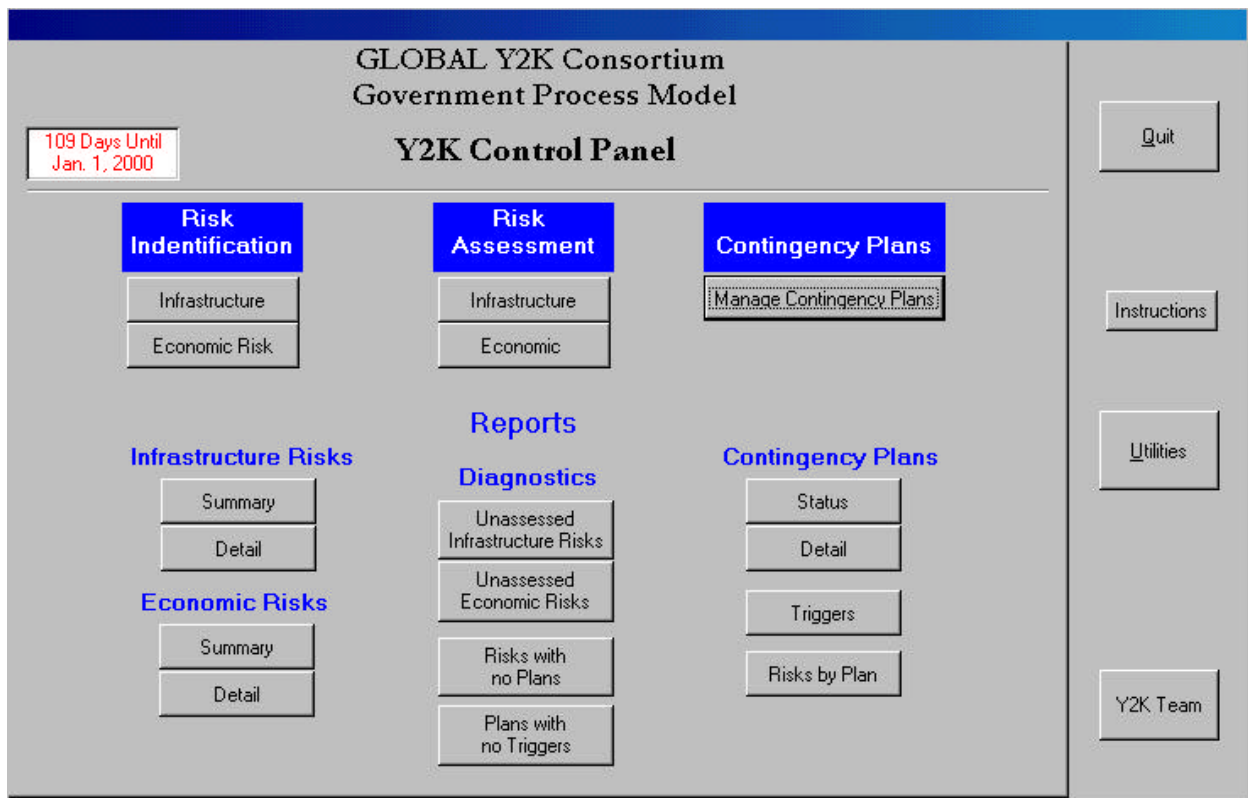 GLOBAL Y2K Consortium
Government Process Model
109 Days Until
Jan. 1, 2000
Y2K Control Panel
Risk
Indentification
Infrastructure
Economic Risk
Risk
Assessment
Infrastructure
Economic
Contingency Plans
Manage Contingency Plans
Reports
Infrastructure Risks
Summary
Detail
Economic Risks
Summary
Detail
Diagnostics
Unassessed
Infrastructure Risks
Unassessed
Economic Risks
Risks with
no Plans
Plans with
no Triggers
Contingency Plans
Status
Detail
Triggers
Risks by Plan
Quit
Instructions
Utilities
Y2K Team